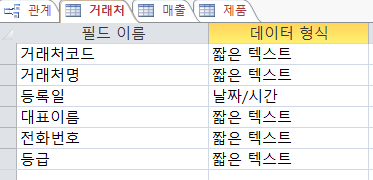 관계 거래처 매출 제품
필드 이름 데이터 형식
거래처코드 짧은 텍스트
거래처명 짧은 텍스트
등록일 날짜/시간
대표이름 짧은 텍스트
전화번호 짧은 텍스트
등급 짧은 텍스트